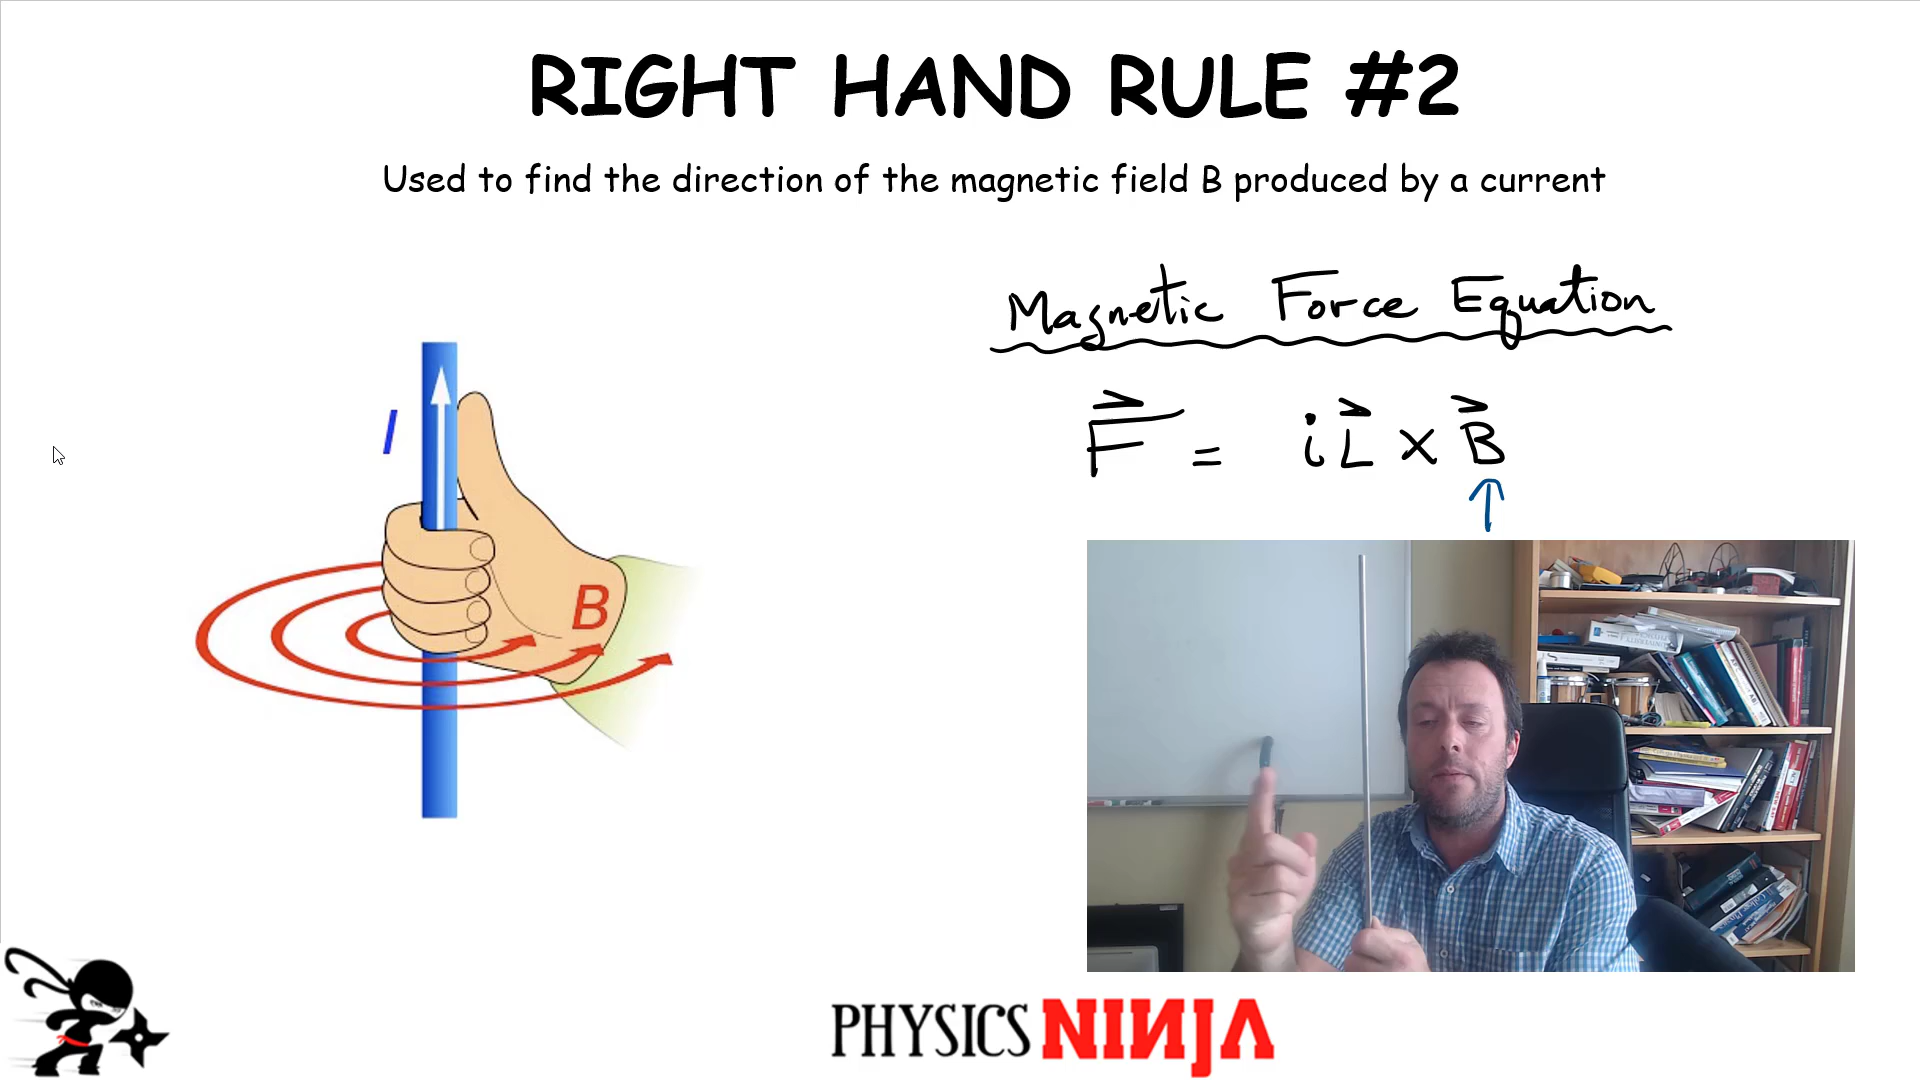 RIGHT HAND RULE #2
Used to find the direction of the magnetic field B produced by a current
Magnetic Force Equation
F = iL × B
I
B
PHYSICS NINJA